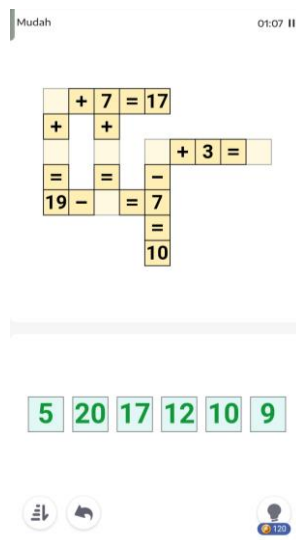 Mudah 01:07
+ 7 = 17
+ +
+ 3 =
= = −
19 − = 7
=
10
5 20 17 12 10 9
120